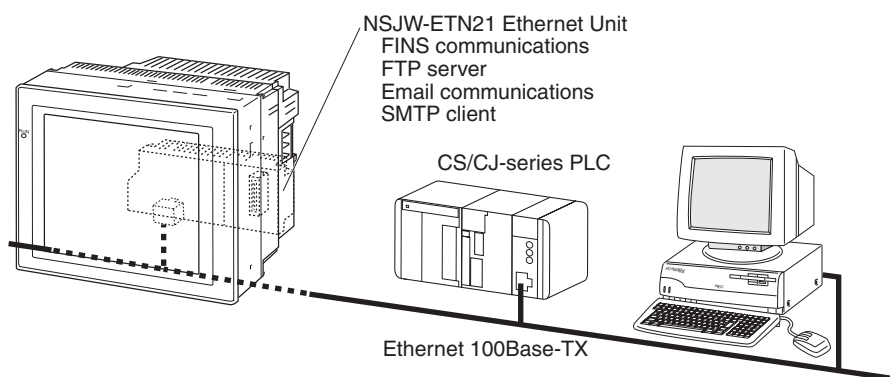 NSJW-ETN21 Ethernet Unit
FINS communications
FTP server
Email communications
SMTP client
RUN
CS/CJ-series PLC
Ethernet 100Base-TX